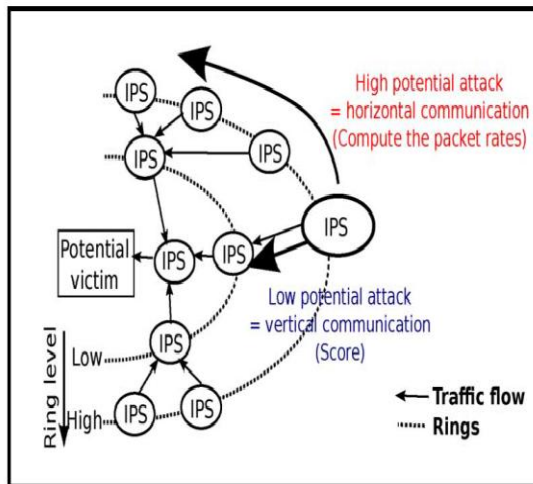 IPS
IPS
High potential attack
= horizontal communication
(Compute the packet rates)
IPS
IPS
IPS
Potential
victim
IPS
IPS
Low potential attack
= vertical communication
(Score)
IPS
Low
High
IPS
IPS
Ring level
Traffic flow
Rings